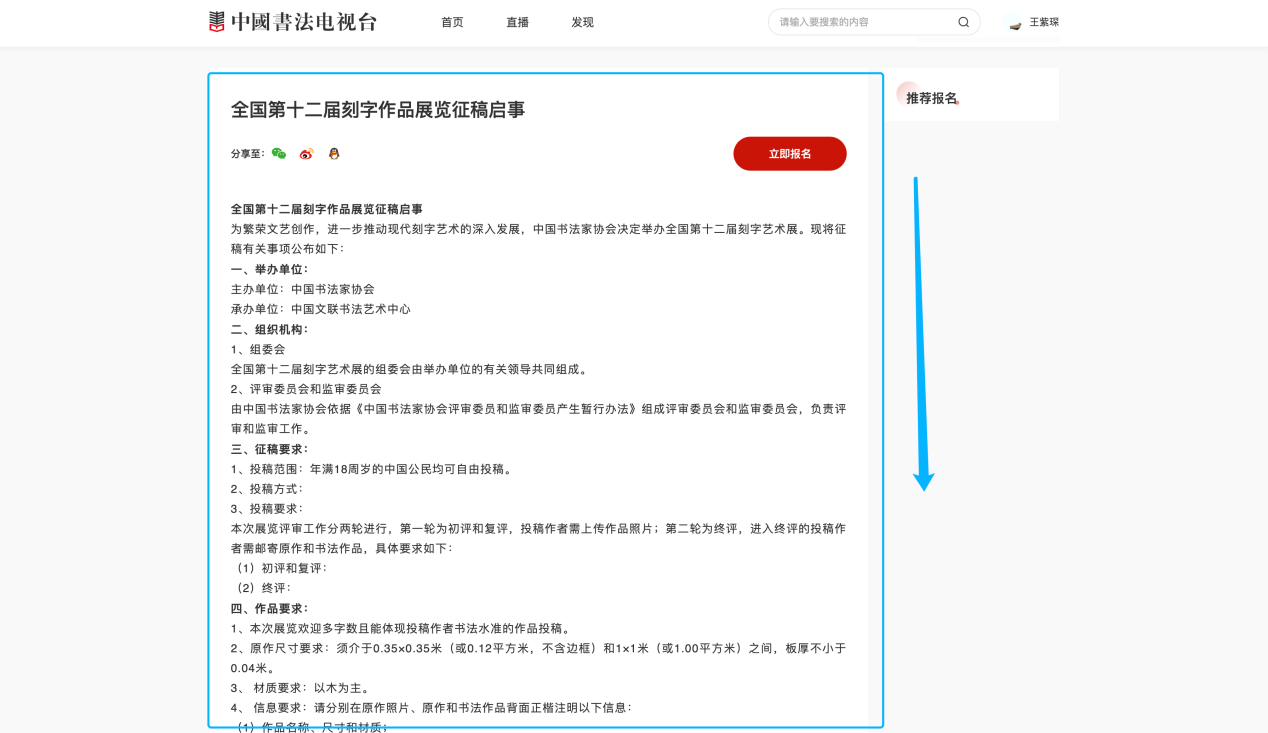 中國書法电视台
首页
直播
发现
请输入要搜索的内容
王紫琛
全国第十二届刻字作品展览征稿启事
推荐报名
分享至：
立即报名
全国第十二届刻字作品展览征稿启事
为繁荣文艺创作，进一步推动现代刻字艺术的深入发展，中国书法家协会决定举办全国第十二届刻字艺术展。现将征
稿有关事项公布如下：
一、举办单位：
主办单位：中国书法家协会
承办单位：中国文联书法艺术中心
二、组织机构：
1、组委会
全国第十二届刻字艺术展的组委会由举办单位的有关领导共同组成。
2、评审委员会和监审委员会
由中国书法家协会依据《中国书法家协会评审委员和监审委员产生暂行办法》组成评审委员会和监审委员会，负责评
审和监审工作。
三、征稿要求：
1、投稿范围：年满18周岁的中国公民均可自由投稿。
2、投稿方式：
3、投稿要求：
本次展览评审工作分两轮进行，第一轮为初评和复评，投稿作者需上传作品照片；第二轮为终评，进入终评的投稿作
者需邮寄原作和书法作品，具体要求如下：
（1）初评和复评：
（2）终评：
四、作品要求：
1、本次展览欢迎多字数且能体现投稿作者书法水准的作品投稿。
2、原作尺寸要求：须介于0.35×0.35米（或0.12平方米，不含边框）和1×1米（或1.00平方米）之间，板厚不小于
0.04米。
3、 材质要求：以木为主。
4、 信息要求：请分别在原作照片、原作和书法作品背面正楷注明以下信息：
（1）作品名称、尺寸和材质；